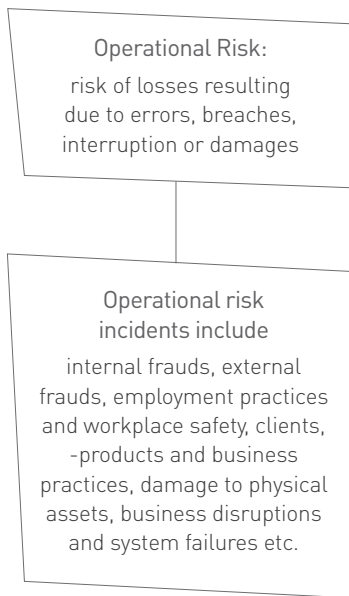 Operational Risk:
risk of losses resulting
due to errors, breaches,
interruption or damages
Operational risk
incidents include
internal frauds, external
frauds, employment practices
and workplace safety, clients,
-products and business
practices, damage to physical
assets, business disruptions
and system failures etc.